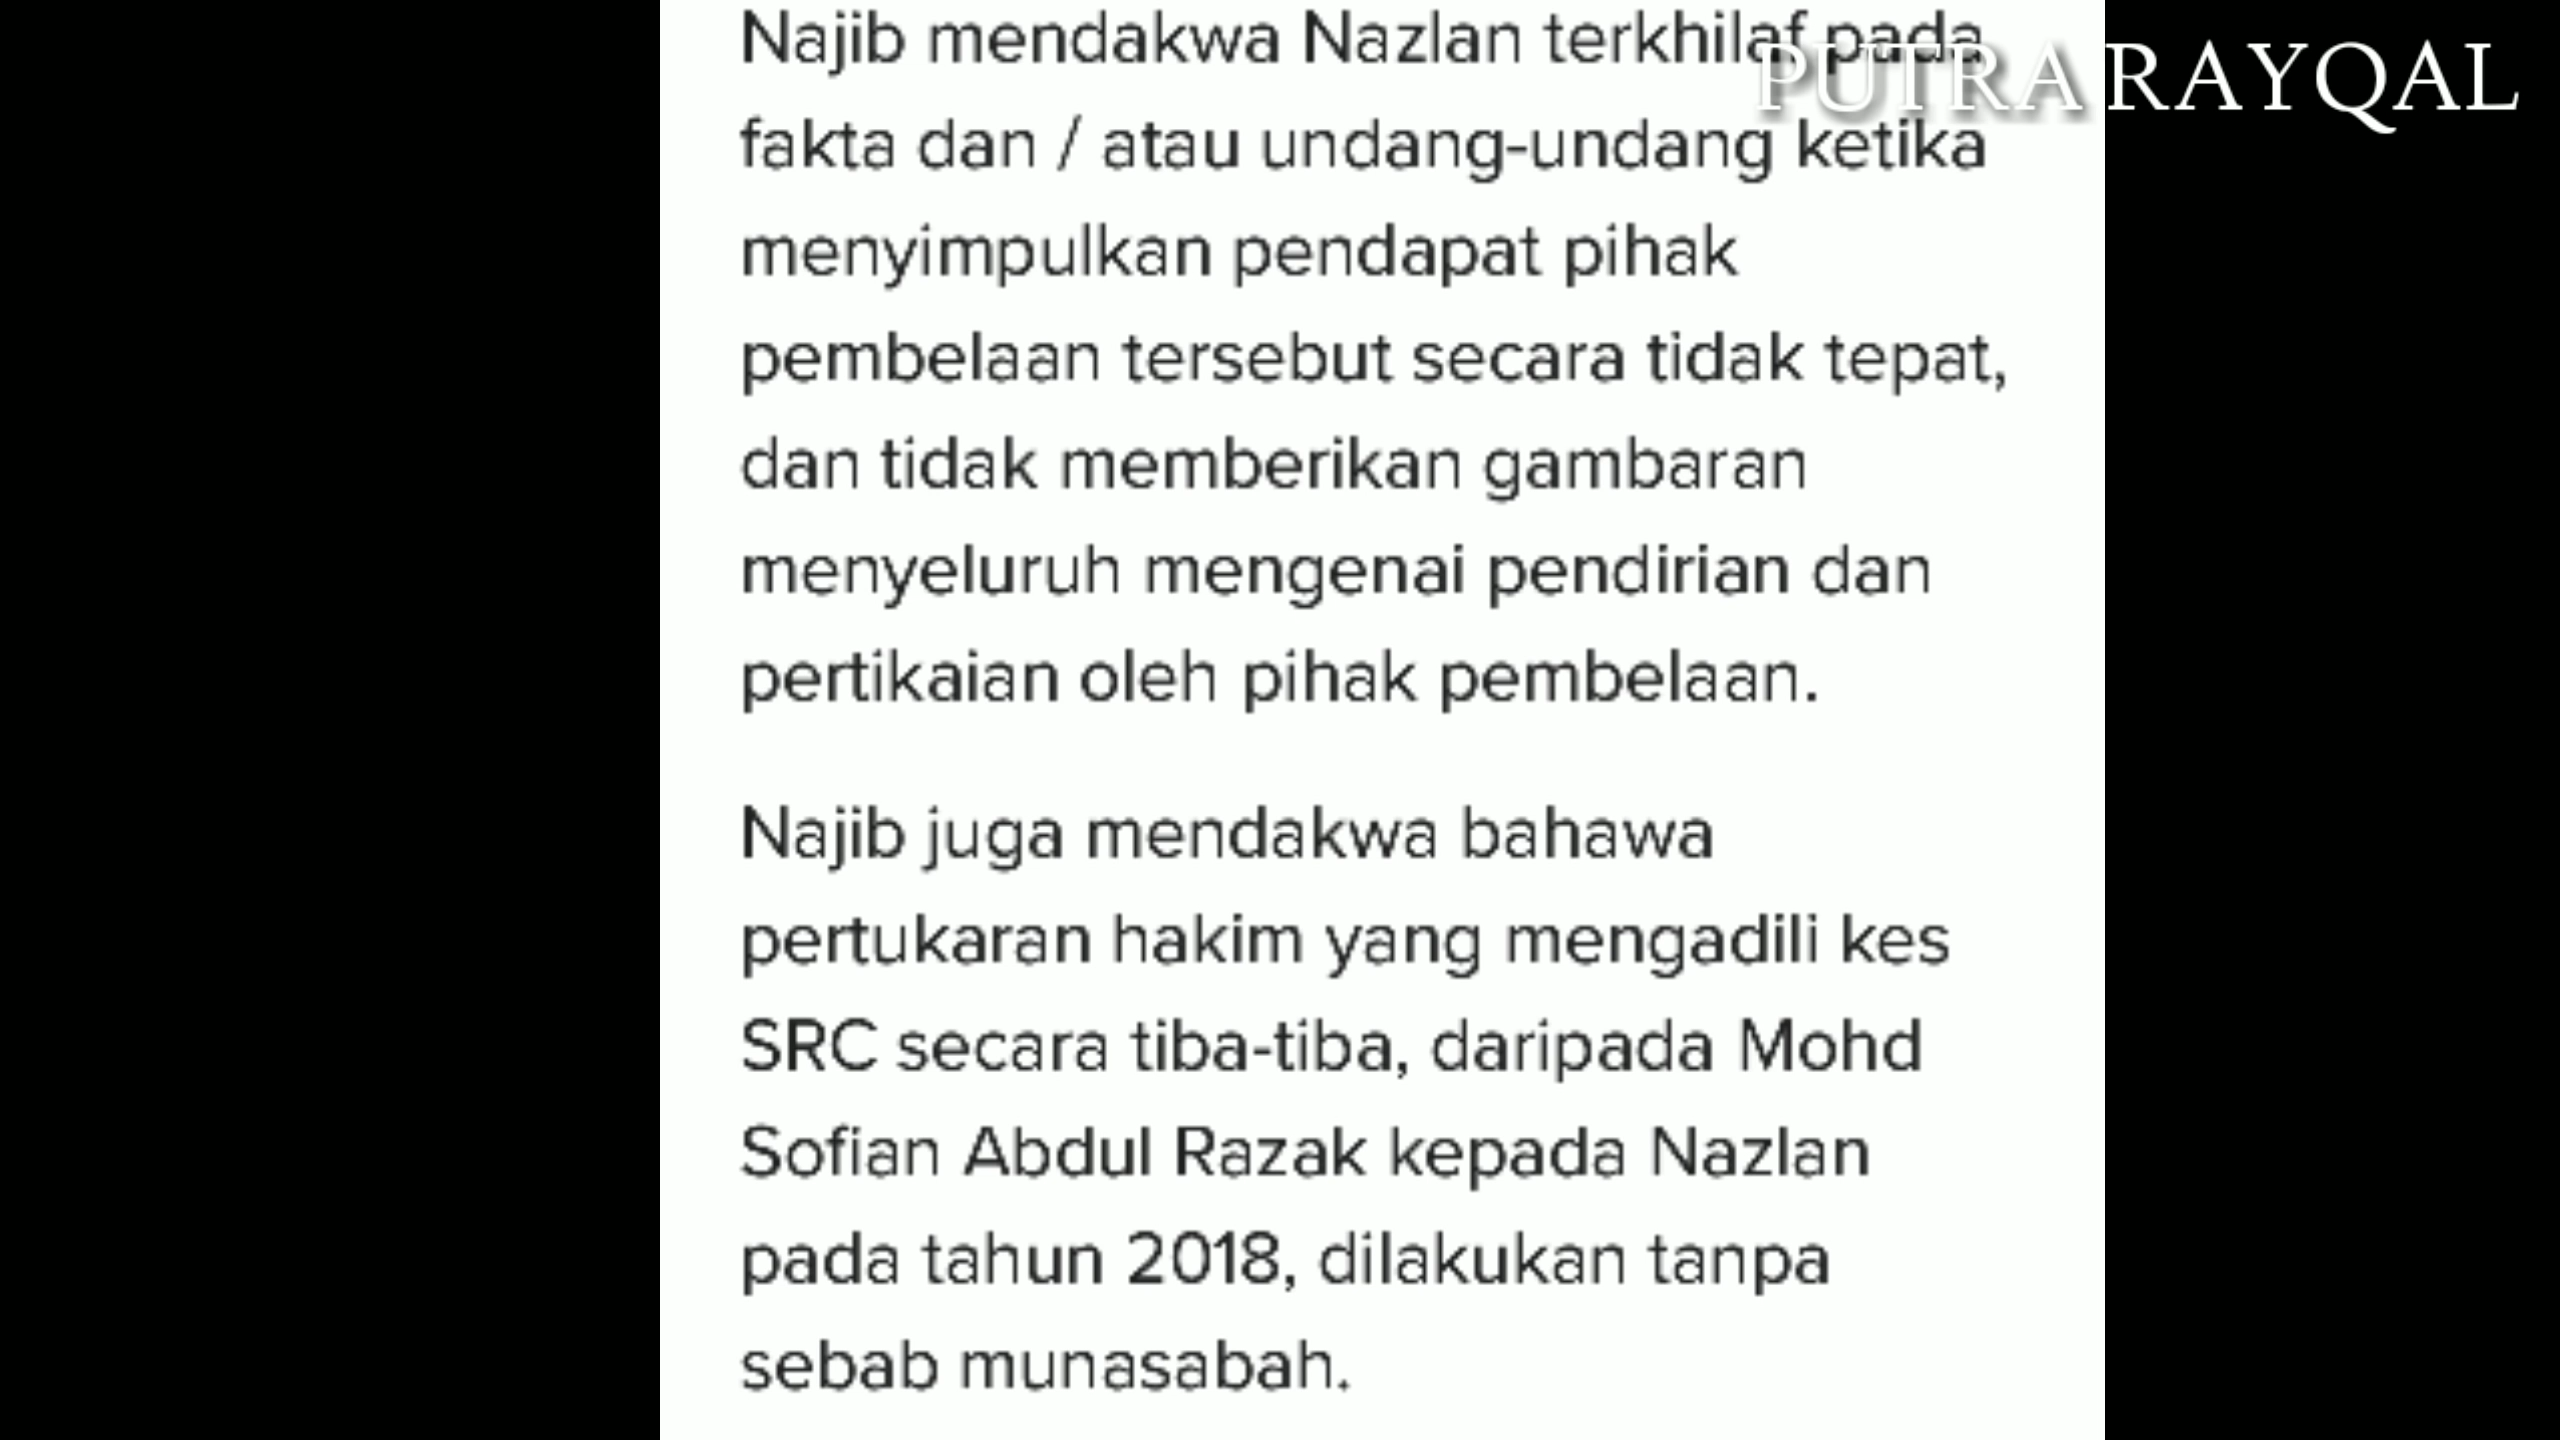 Najib mendakwa Nazlan terkhilaf pada
PUTRA RAYQAL
fakta dan / atau undang-undang ketika
menyimpulkan pendapat pihak
pembelaan tersebut secara tidak tepat,
dan tidak memberikan gambaran
menyeluruh mengenai pendirian dan
pertikaian oleh pihak pembelaan.
Najib juga mendakwa bahawa
pertukaran hakim yang mengadili kes
SRC secara tiba-tiba, daripada Mohd
Sofian Abdul Razak kepada Nazlan
pada tahun 2018, dilakukan tanpa
sebab munasabah.